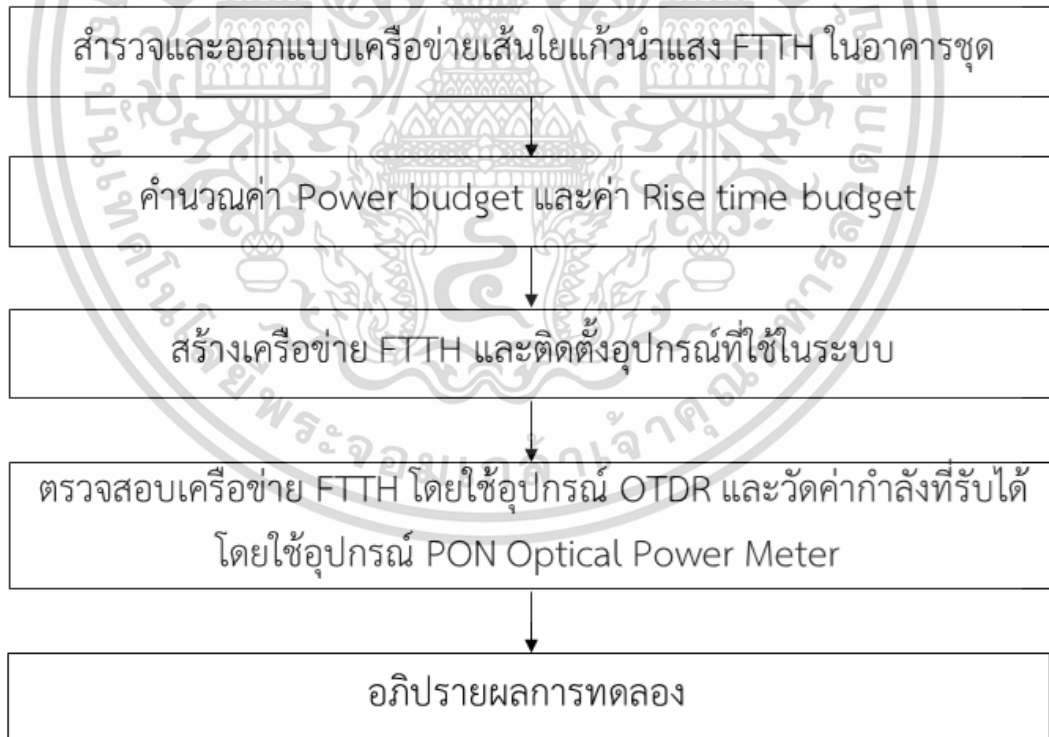 สำรวจและออกแบบเครือข่ายเส้นใยแก้วนำแสง FTTH ในอาคารชุด
คำนวณค่า Power budget และค่า Rise time budget
สร้างเครือข่าย FTTH และติดตั้งอุปกรณ์ที่ใช้ในระบบ
ตรวจสอบเครือข่าย FTTH โดยใช้อุปกรณ์ OTDR และวัดค่ากำลังที่รับได้
โดยใช้อุปกรณ์ PON Optical Power Meter
อภิปรายผลการทดลอง